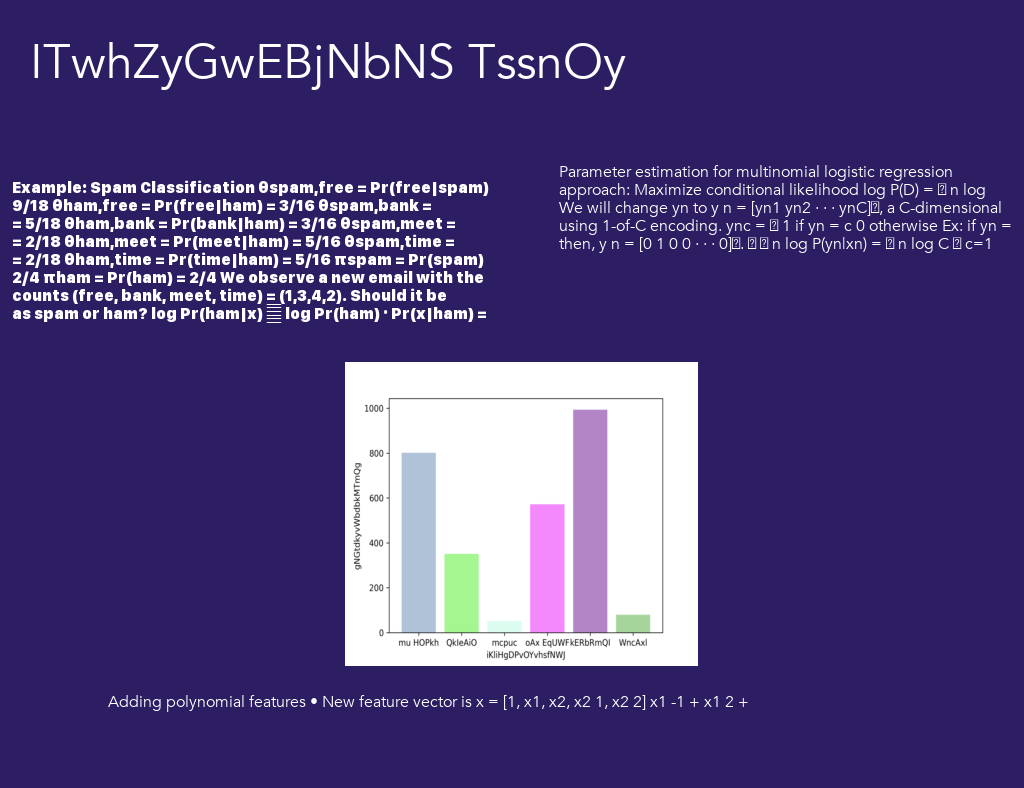 ITwhZyGwEBjNbNS TssnOy
Example: Spam Classification θspam,free = Pr(free|spam)
9/18 θham,free = Pr(free|ham) = 3/16 θspam,bank =
= 5/18 θham,bank = Pr(bank|ham) = 3/16 θspam,meet =
= 2/18 θham,meet = Pr(meet|ham) = 5/16 θspam,time =
= 2/18 θham,time = Pr(time|ham) = 5/16 πspam = Pr(spam)
2/4 πham = Pr(ham) = 2/4 We observe a new email with the
counts (free, bank, meet, time) = (1,3,4,2). Should it be
as spam or ham? log Pr(ham|x) log Pr(ham) · Pr(x|ham) =
Parameter estimation for multinomial logistic regression
approach: Maximize conditional likelihood log P(D) = n log
We will change yn to y n = [yn1 yn2 · · · ynC] , a C-dimensional
using 1-of-C encoding. ync = 1 if yn = c 0 otherwise Ex: if yn =
then, y n = [0 1 0 0 · · · 0] . n log P(yn|xn) = n log C c=1
1000
800
600
400
200
0
gNGtdkyvWbdbkMTmQg
mu HOPkh QkIeAiO mcpuc oAx EqUWF kERbRmQI WncAxI
iKliHgDPvOYvhsfNWJ
Adding polynomial features • New feature vector is x = [1, x1, x2, x2 1, x2 2] x1 -1 + x1 2 +